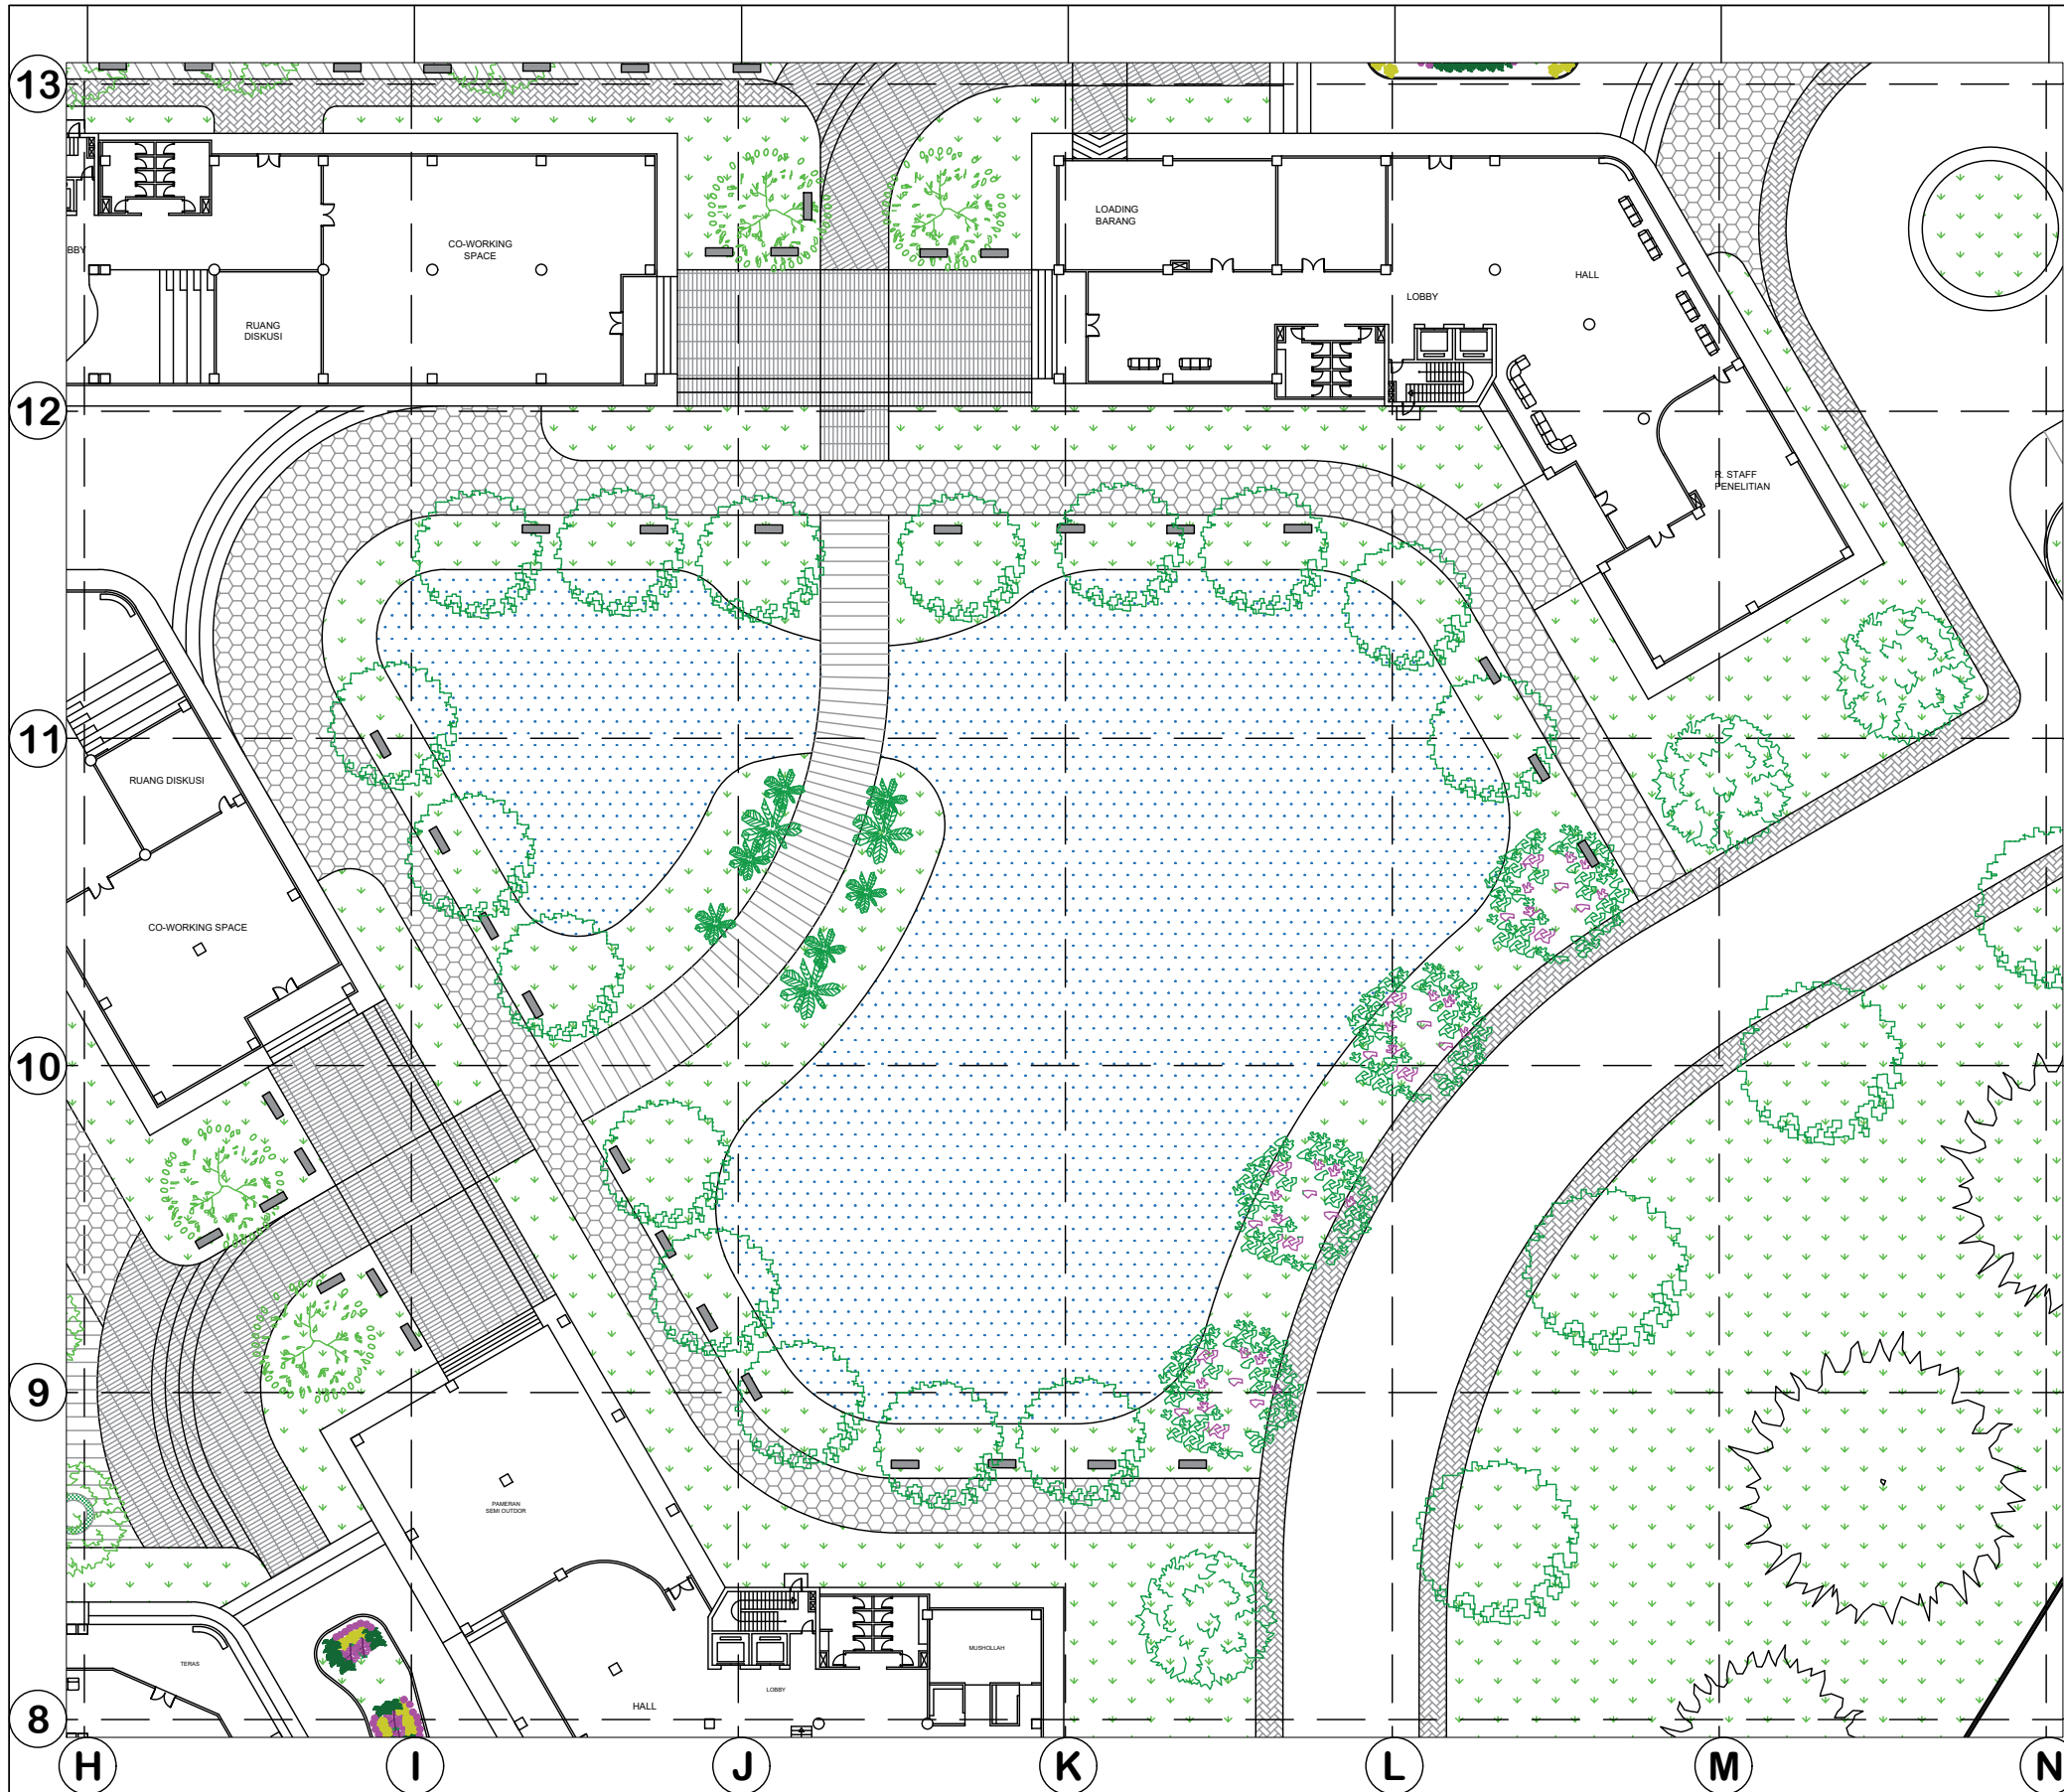 13
LOADING
BARANG
CO-WORKING
SPACE
BBY
HALL
LOBBY
RUANG
DISKUSI
12
R. STAFF
PENELITIAN
11
RUANG DISKUSI
CO-WORKING SPACE
10
9
PAMERAN
SEMI OUTDOR
MUSHOLLAH
TERAS
LOBBY
HALL
8
H
I
J
K
L
M
N